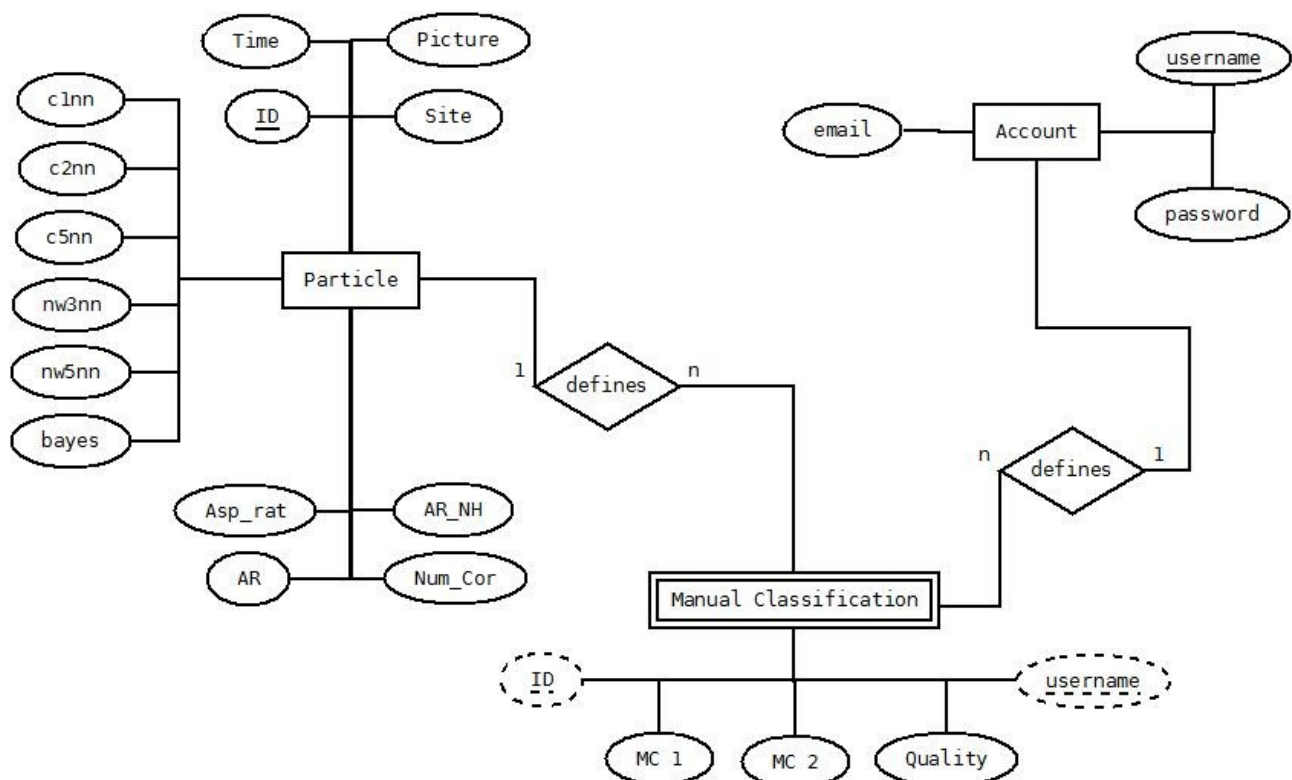 Time
Picture
username
c1nn
ID
Site
email
Account
c2nn
password
c5nn
Particle
nw3nn
nw5nn
1
defines
n
bayes
n
defines
1
Asp_rat
AR_NH
AR
Num_Cor
Manual Classification
ID
username
MC 1
MC 2
Quality